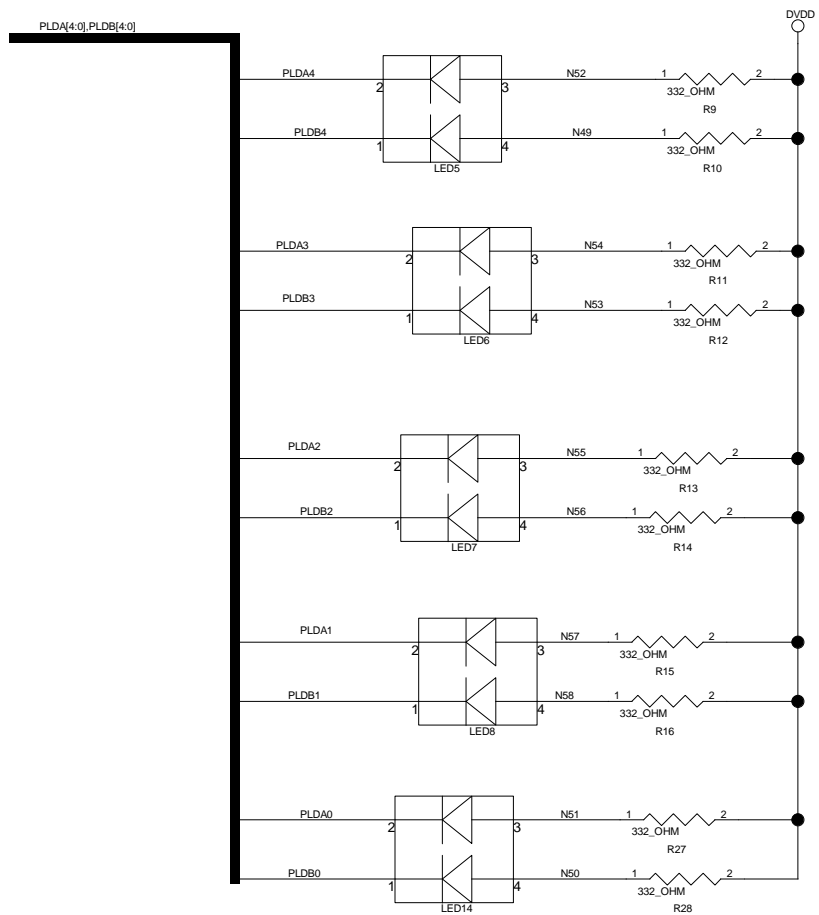 PLDA[4:0],PLDB[4:0]
DVDD
PLDA4 2 3 N52 1 2
332_OHM
R9
PLDB4 1 4 N49 1 2
332_OHM
LED5 R10
PLDA3 2 3 N54 1 2
332_OHM
R11
PLDB3 1 4 N53 1 2
332_OHM
LED6 R12
PLDA2 2 3 N55 1 2
332_OHM
R13
PLDB2 1 4 N56 1 2
332_OHM
LED7 R14
PLDA1 2 3 N57 1 2
332_OHM
R15
PLDB1 1 4 N58 1 2
332_OHM
LED8 R16
PLDA0 2 3 N51 1 2
332_OHM
R27
PLDB0 1 4 N50 1 2
332_OHM
LED14 R28